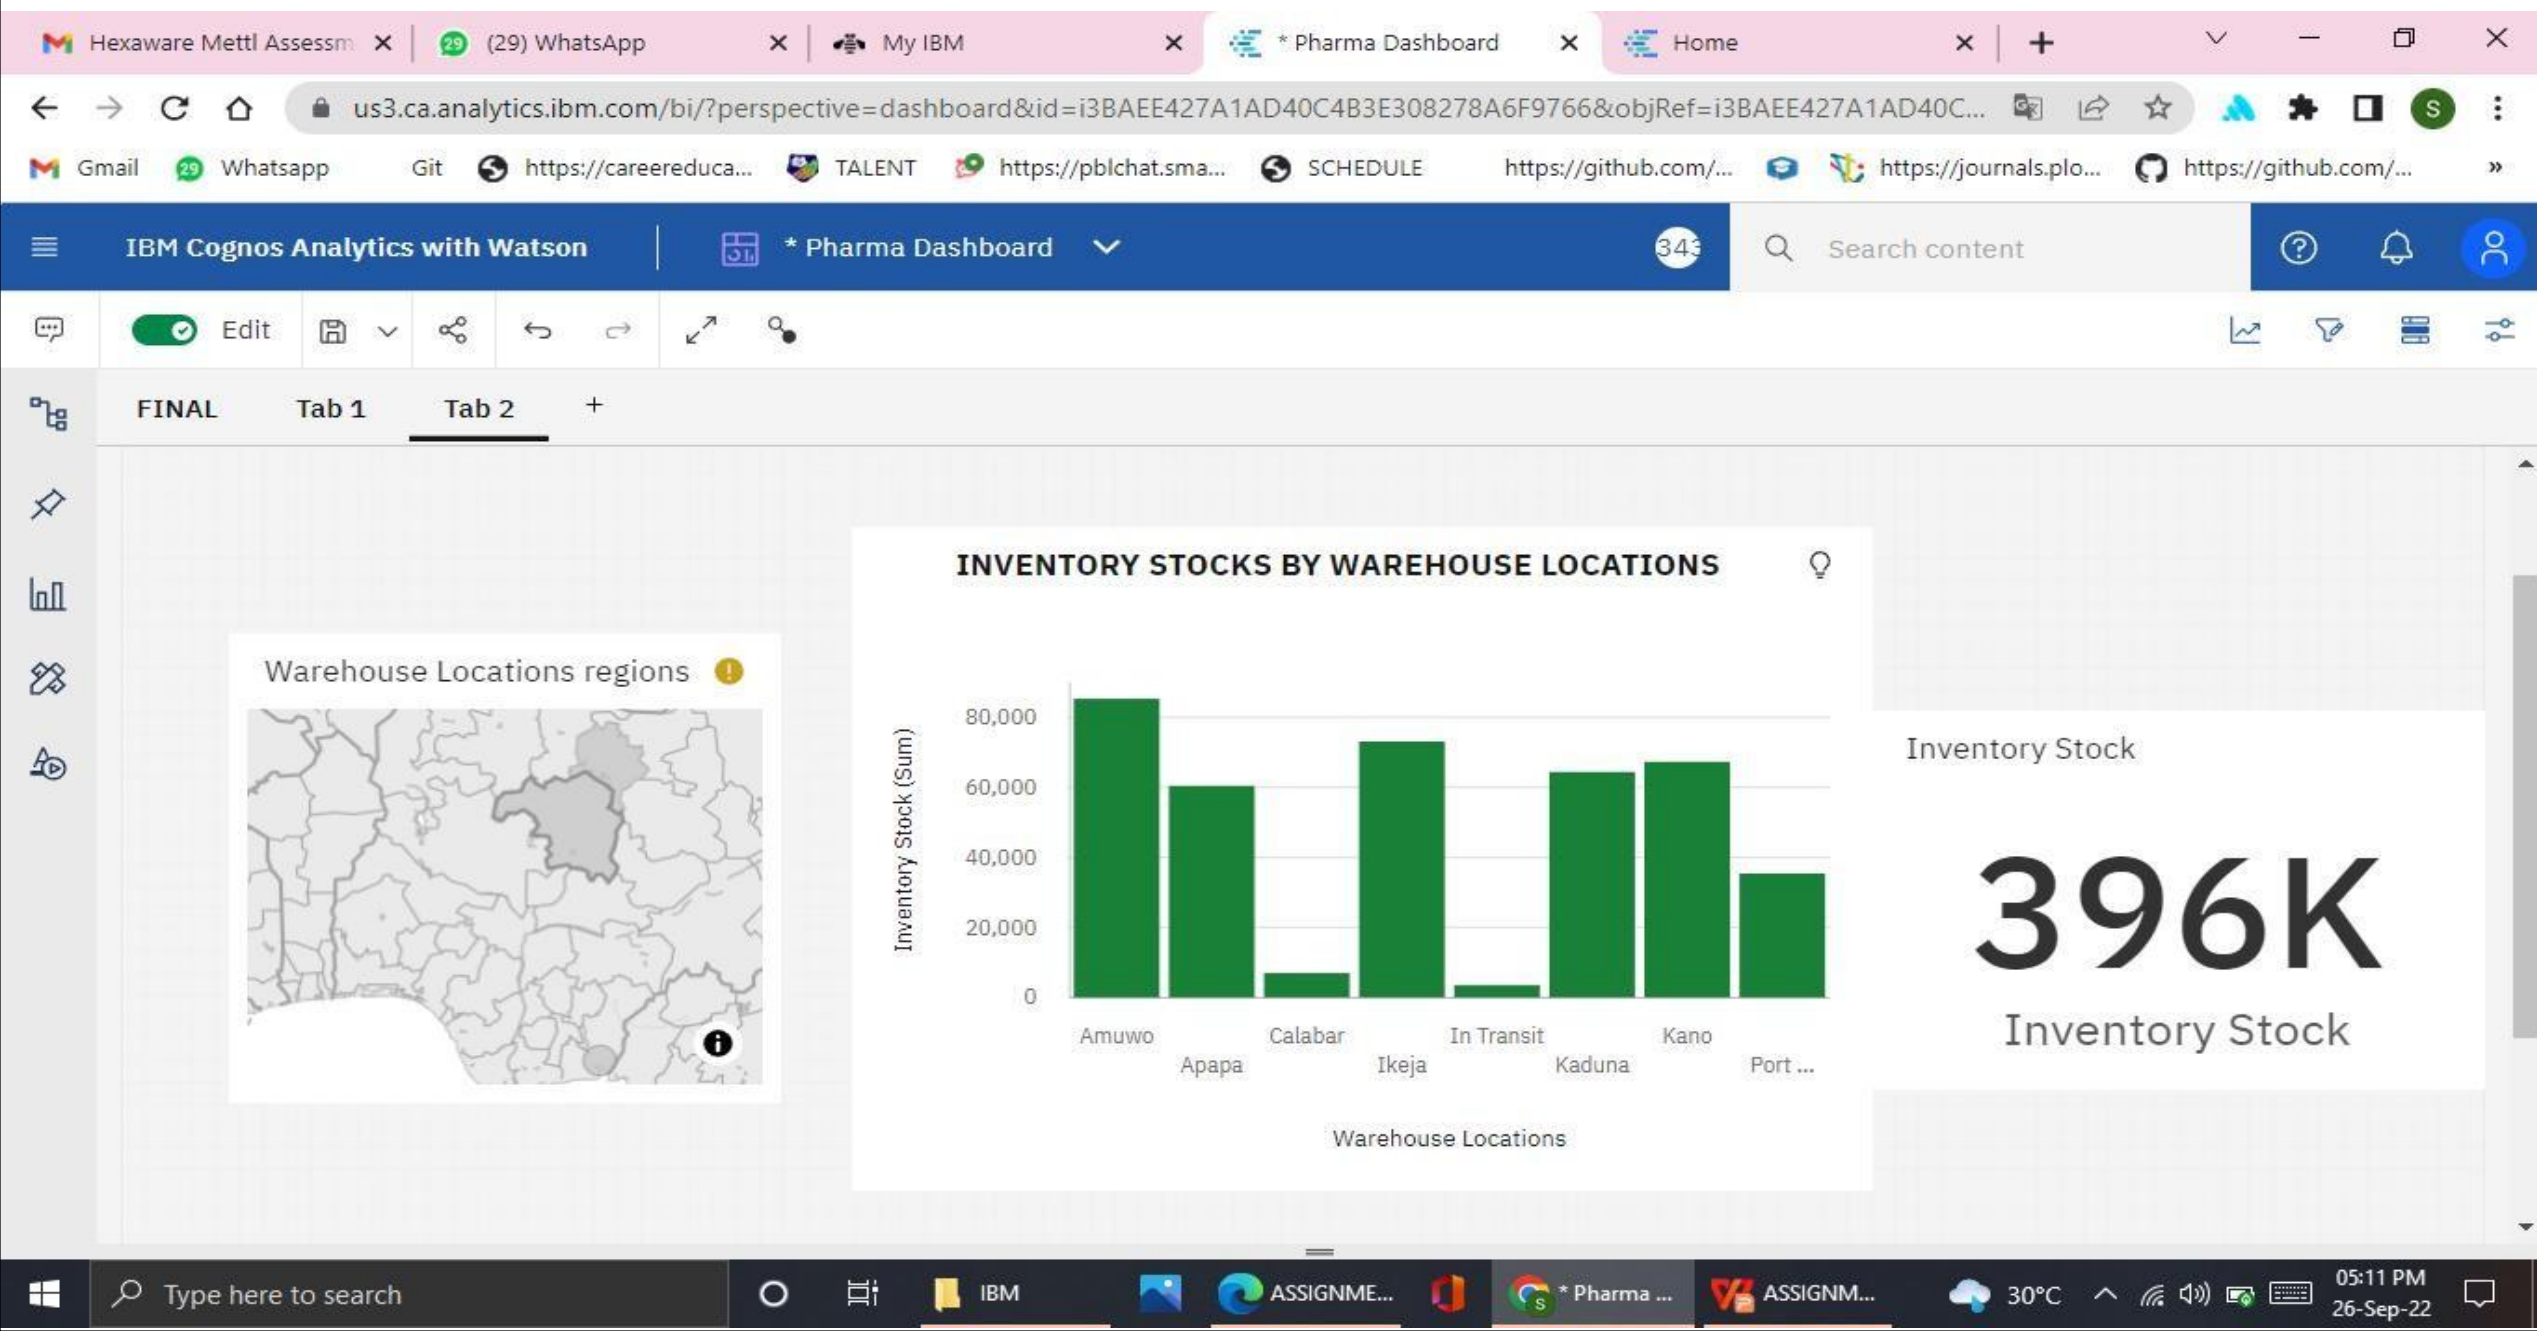 Hexaware Mettl Assessm
29 (29) WhatsApp
My IBM
* Pharma Dashboard
Home
us3.ca.analytics.ibm.com/bi/?perspective=dashboard&id=i3BAEE427A1AD40C4B3E308278A6F9766&objRef=i3BAEE427A1AD40C...
S
Gmail
29 Whatsapp
Git
https://careereduca...
TALENT
https://pblchat.sma...
SCHEDULE
https://github.com/...
https://journals.plo...
https://github.com/...
»
IBM Cognos Analytics with Watson
* Pharma Dashboard
343
Search content
Edit
FINAL
Tab 1
Tab 2
+
Warehouse Locations regions
INVENTORY STOCKS BY WAREHOUSE LOCATIONS
Inventory Stock (Sum)
80,000
60,000
40,000
20,000
0
Amuwo
Apapa
Calabar
Ikeja
In Transit
Kaduna
Kano
Port ...
Warehouse Locations
Inventory Stock
396K
Inventory Stock
Type here to search
IBM
ASSIGNME...
S
* Pharma ...
ASSIGNM...
30°C
05:11 PM
26-Sep-22